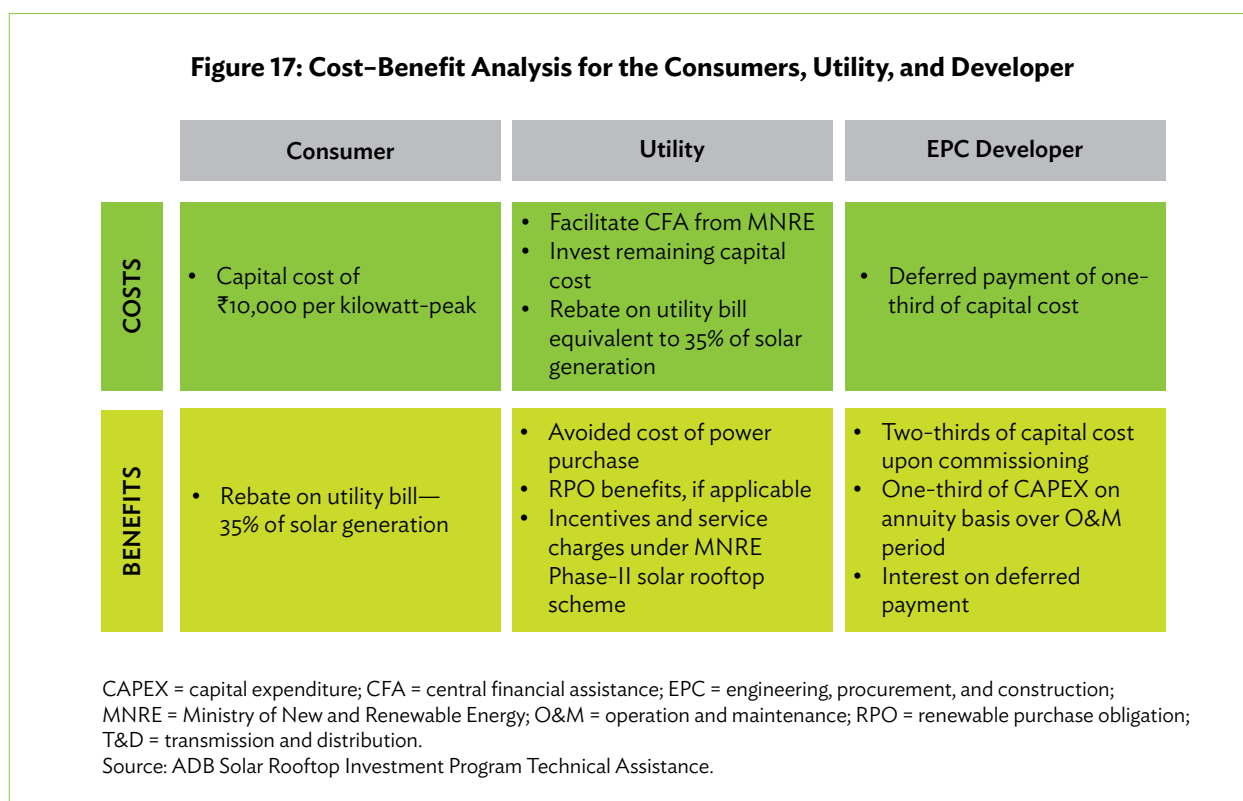 Figure 17: Cost–Benefit Analysis for the Consumers, Utility, and Developer
Consumer
Utility
EPC Developer
COSTS
• Capital cost of
₹10,000 per kilowatt-peak
• Facilitate CFA from MNRE
• Invest remaining capital
cost
• Rebate on utility bill
equivalent to 35% of solar
generation
• Deferred payment of one-
third of capital cost
BENEFITS
• Rebate on utility bill—
35% of solar generation
• Avoided cost of power
purchase
• RPO benefits, if applicable
• Incentives and service
charges under MNRE
Phase-II solar rooftop
scheme
• Two-thirds of capital cost
upon commissioning
• One-third of CAPEX on
annuity basis over O&M
period
• Interest on deferred
payment
CAPEX = capital expenditure; CFA = central financial assistance; EPC = engineering, procurement, and construction;
MNRE = Ministry of New and Renewable Energy; O&M = operation and maintenance; RPO = renewable purchase obligation;
T&D = transmission and distribution.
Source: ADB Solar Rooftop Investment Program Technical Assistance.